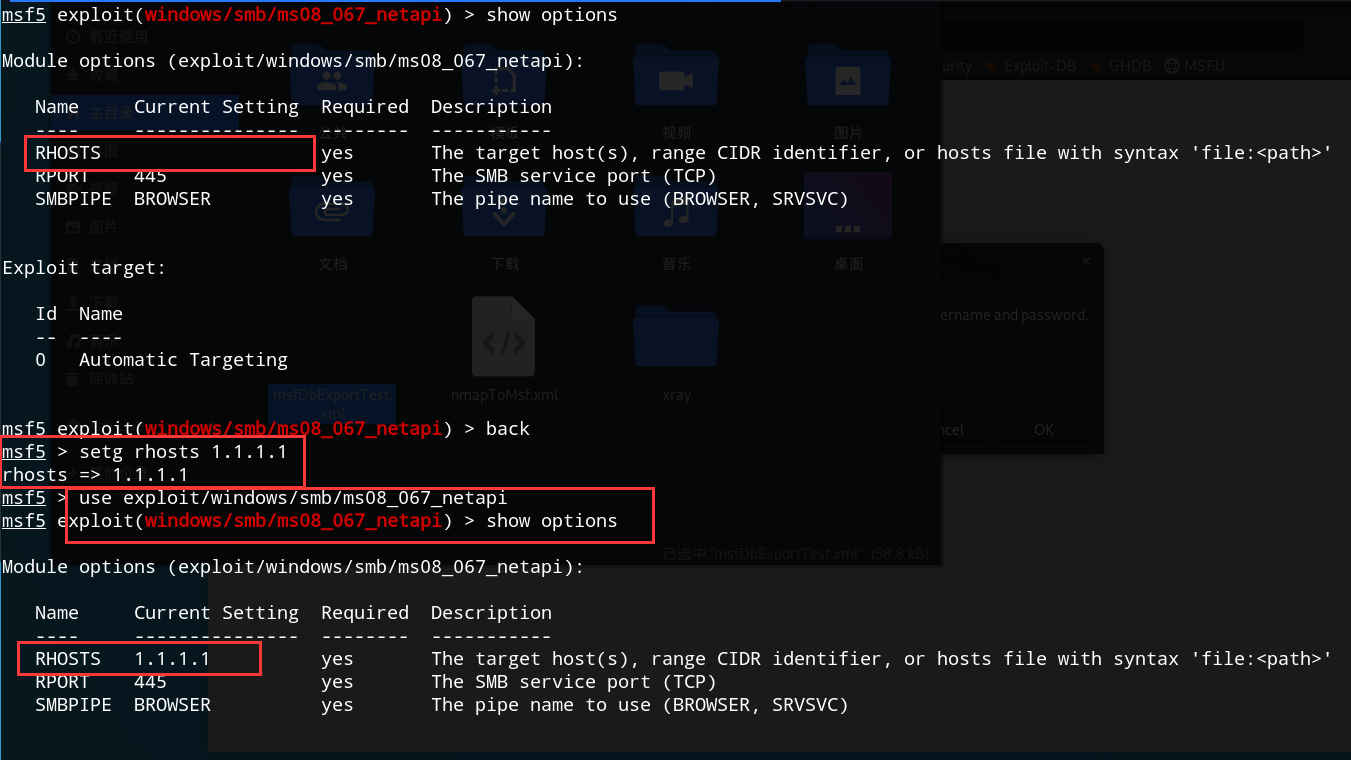 msf5 exploit(windows/smb/ms08_067_netapi) > show options
最近使用
Module options (exploit/windows/smb/ms08_067_netapi):
收藏
Exploit-DB GHDB MSFU
Name Current Setting Required Description
---- --------------- -------- -----------
主目录
视频 图片
RHOSTS yes The target host(s), range CIDR identifier, or hosts file with syntax 'file:<path>'
RPORT 445 yes The SMB service port (TCP)
SMBPIPE BROWSER yes The pipe name to use (BROWSER, SRVSVC)
图片
文档 下载 音乐 桌面
Exploit target:
下载
Id Name
-- ----
0 Automatic Targeting
ername and password.
回收站
msfDbExportTest.
xml
nmapToMsf.xml
xray
msf5 exploit(windows/smb/ms08_067_netapi) > back
OK
msf5 > setg rhosts 1.1.1.1
rhosts => 1.1.1.1
msf5 > use exploit/windows/smb/ms08_067_netapi
msf5 exploit(windows/smb/ms08_067_netapi) > show options
已选中"msfDbExportTest.xml" (58.8 kB)
Module options (exploit/windows/smb/ms08_067_netapi):
Name Current Setting Required Description
---- --------------- -------- -----------
RHOSTS 1.1.1.1 yes The target host(s), range CIDR identifier, or hosts file with syntax 'file:<path>'
RPORT 445 yes The SMB service port (TCP)
SMBPIPE BROWSER yes The pipe name to use (BROWSER, SRVSVC)